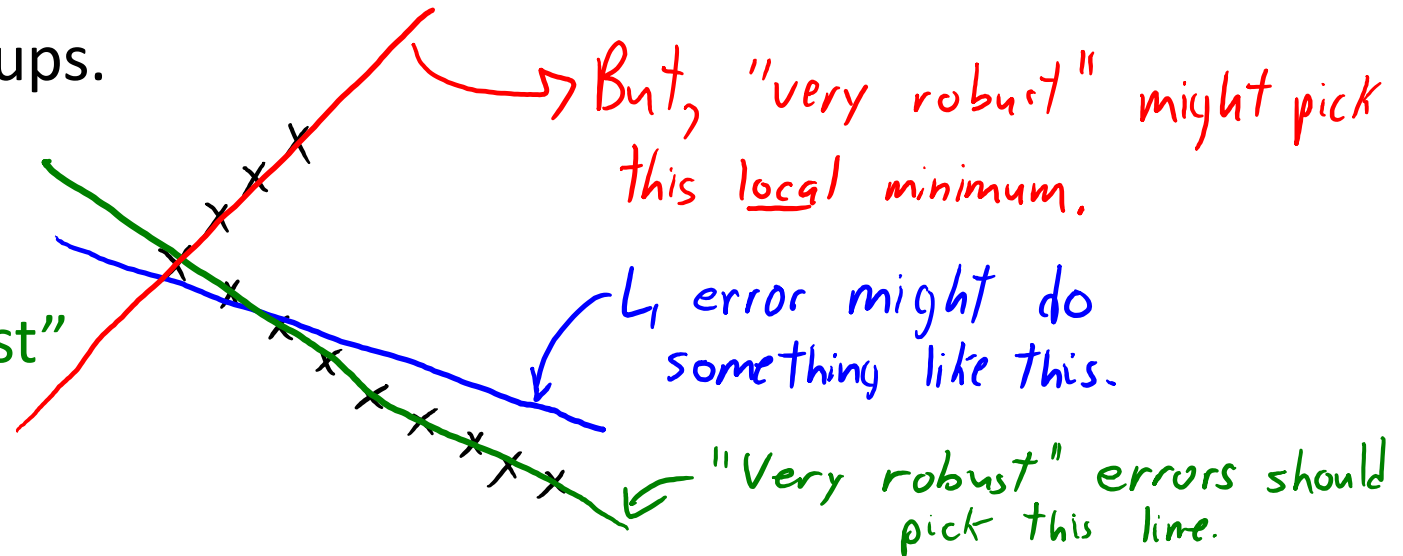 ups.
But, "very robust" might pick
this local minimum.
L₁ error might do
something like this.
st”
"Very robust" errors should
pick this line.